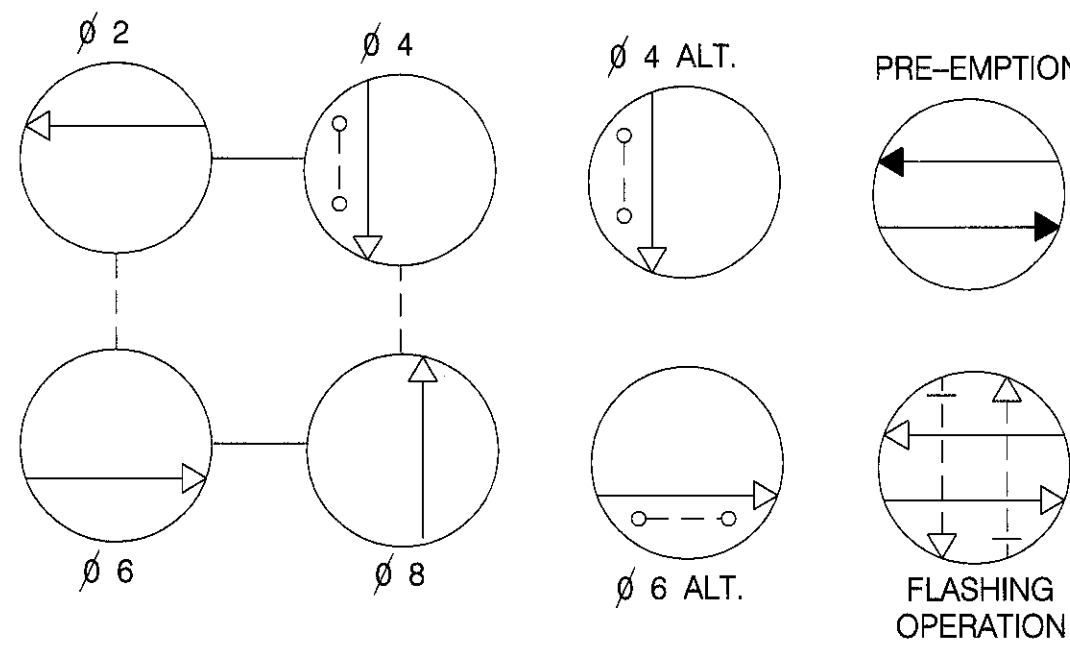 Ø 2
Ø 4
Ø 4 ALT.
PRE-EMPTION
Ø 6
Ø 8
Ø 6 ALT.
FLASHING
OPERATION